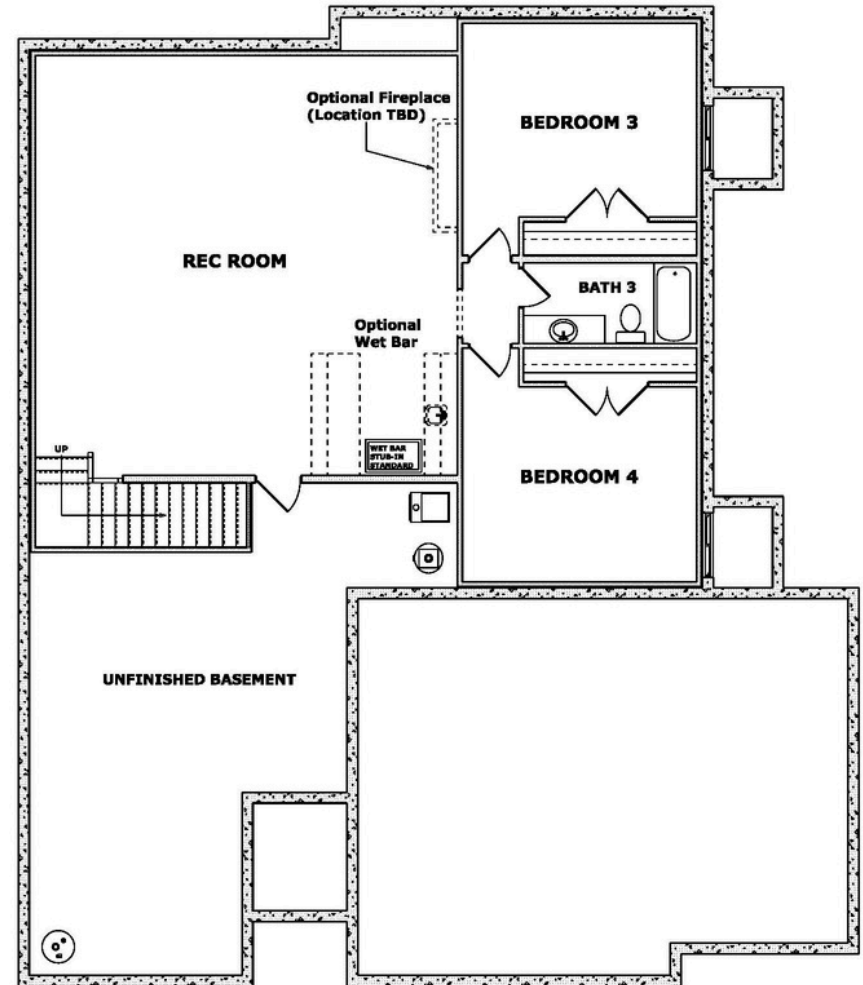 Optional Fireplace
(Location TBD)
BEDROOM 3
REC ROOM
BATH 3
Optional
Wet Bar
UP
WET BAR
STUB-IN
STANDARD
BEDROOM 4
UNFINISHED BASEMENT